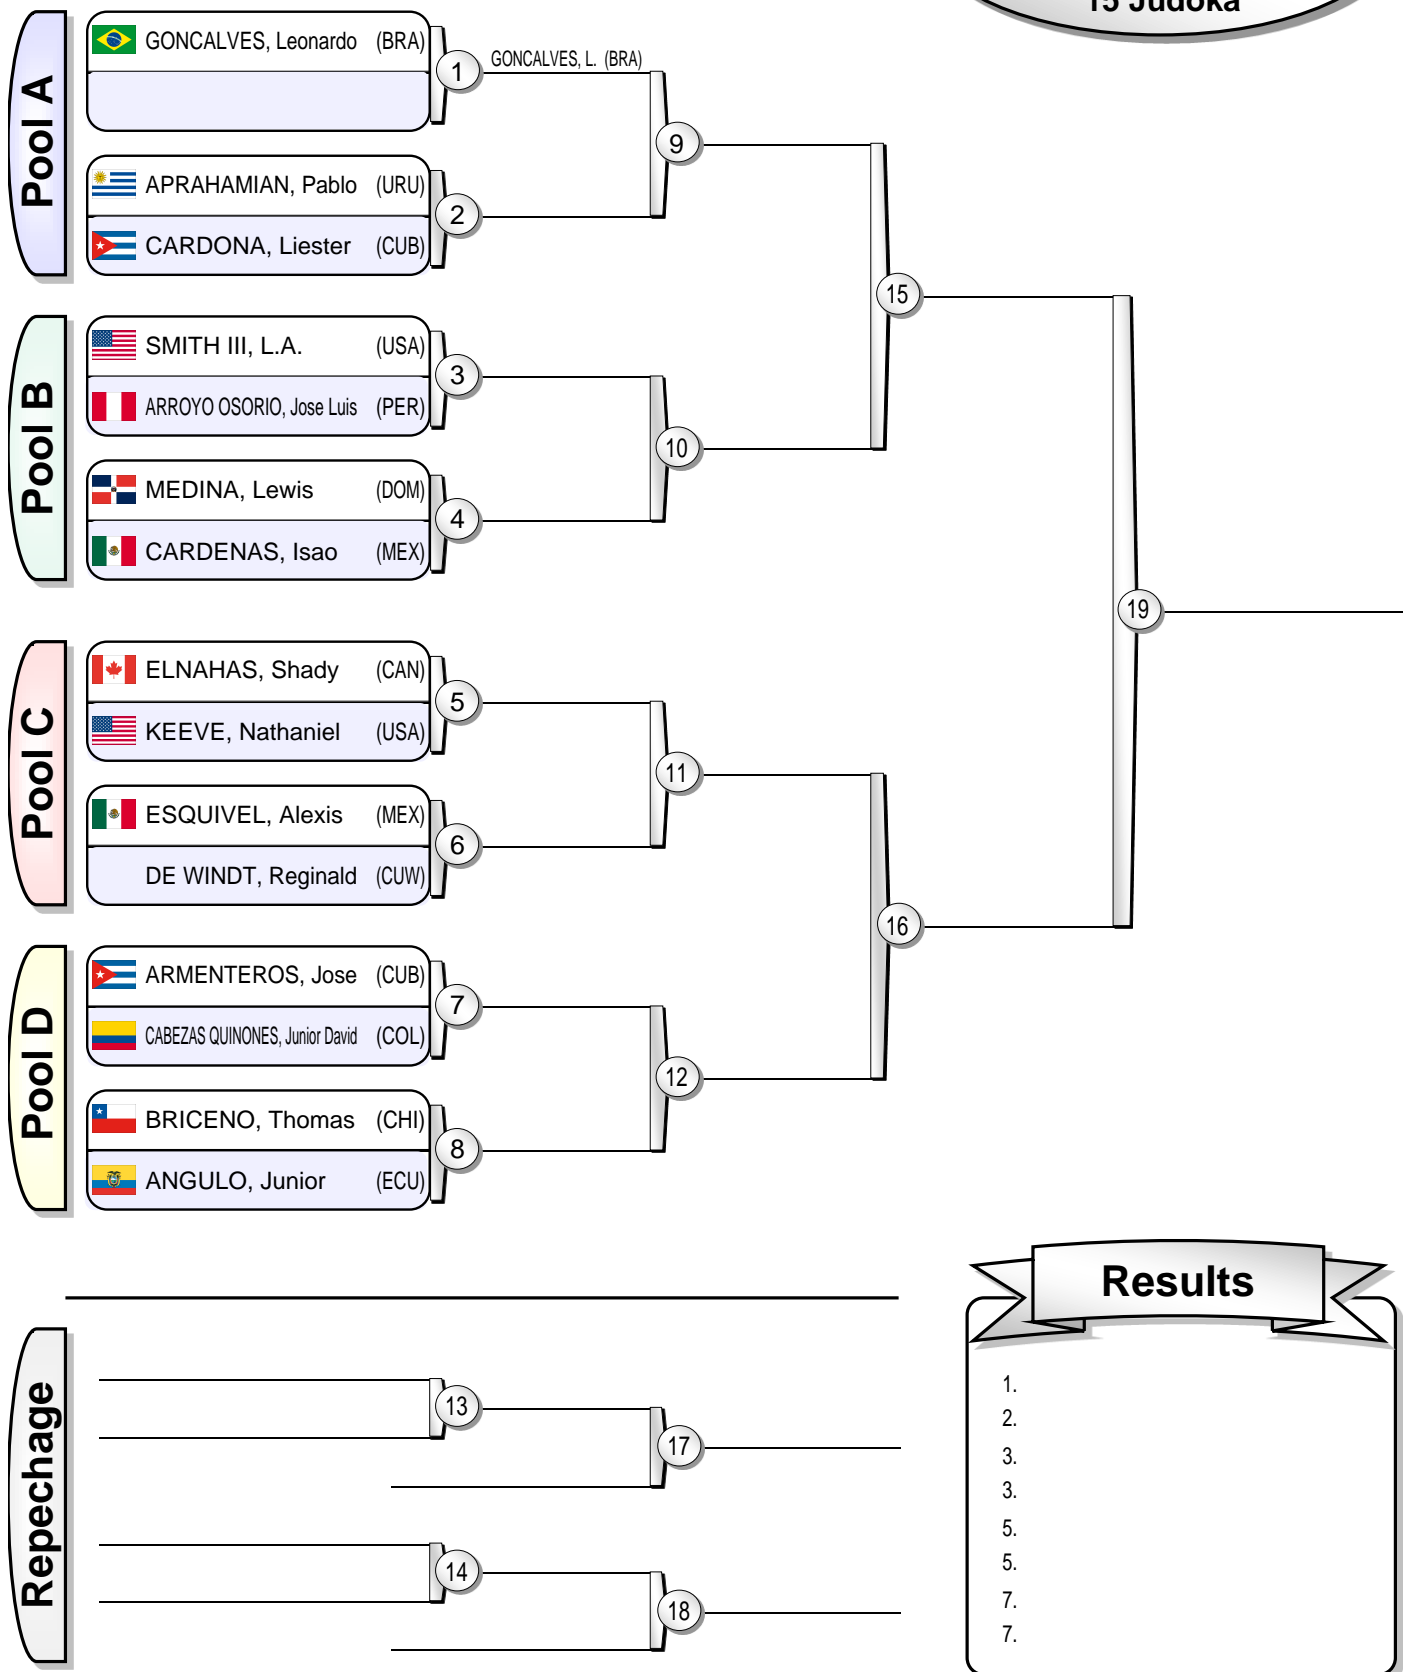 15 Judoka
Pool A
GONCALVES, Leonardo (BRA)
1
GONCALVES, L. (BRA)
9
APRAHAMIAN, Pablo (URU)
2
CARDONA, Liester (CUB)
15
Pool B
SMITH III, L.A. (USA)
3
ARROYO OSORIO, Jose Luis (PER)
10
MEDINA, Lewis (DOM)
4
CARDENAS, Isao (MEX)
19
Pool C
ELNAHAS, Shady (CAN)
5
KEEVE, Nathaniel (USA)
11
ESQUIVEL, Alexis (MEX)
6
DE WINDT, Reginald (CUW)
16
Pool D
ARMENTEROS, Jose (CUB)
7
CABEZAS QUINONES, Junior David (COL)
12
BRICENO, Thomas (CHI)
8
ANGULO, Junior (ECU)
Repechage
13
17
14
18
Results
1.
2.
3.
3.
5.
5.
7.
7.